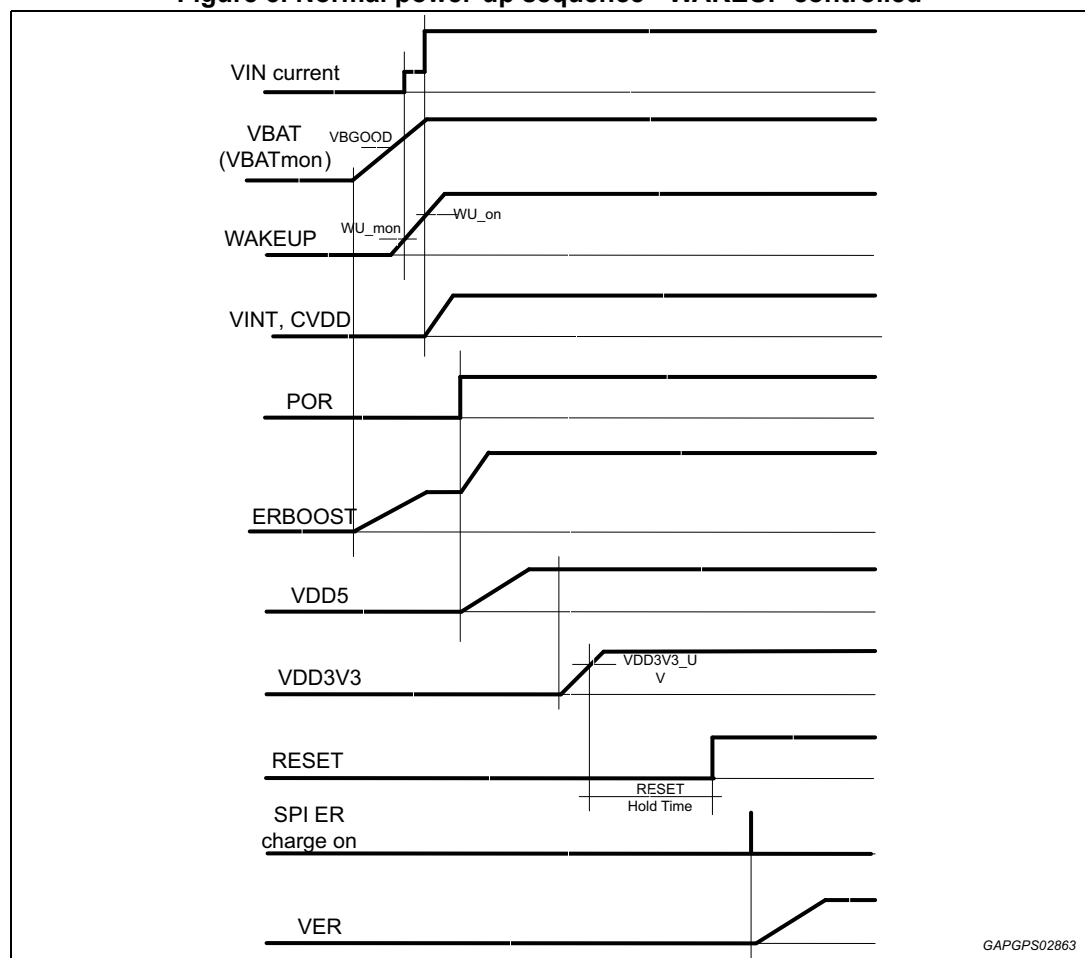 Figure Normal power-up sequence - WAKEUP controlled
VIN current
VBAT
(VBATmon)
VBGOOD
WU_on
WU_mon
WAKEUP
VINT, CVDD
POR
ERBOOST
VDD5
VDD3V3_U
V
VDD3V3
RESET
RESET
Hold Time
SPI ER
charge on
VER
GAPGPS02863